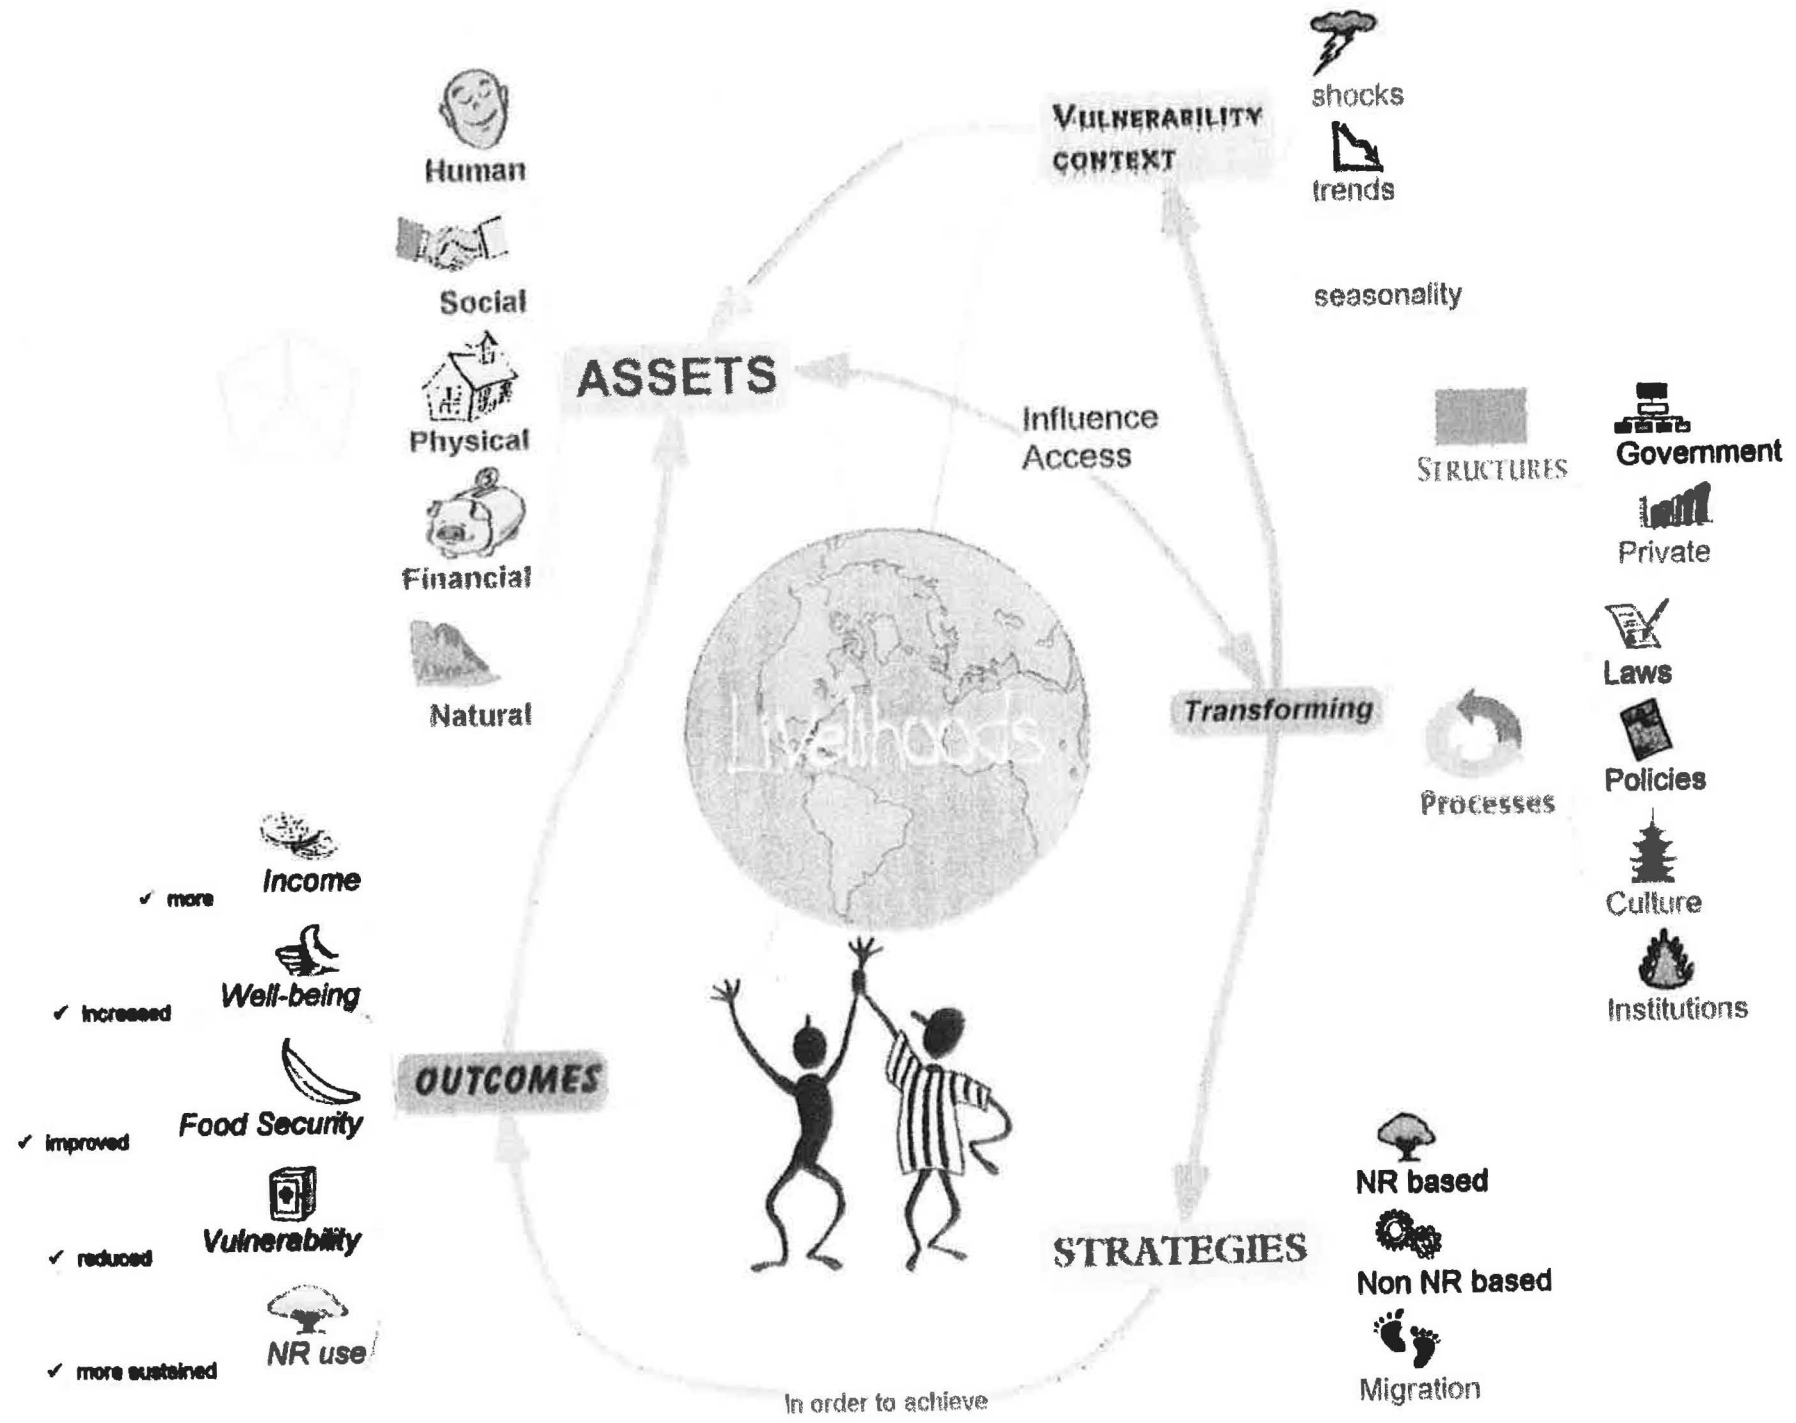 Human
Social
Physical
Financial
Natural
ASSETS
VULNERABILITY
CONTEXT
shocks
trends
seasonality
Influence
Access
STRUCTURES
Government
Private
Transforming
Processes
Laws
Policies
Culture
Institutions
Livelihoods
Income
✓ more
Well-being
✓ increased
Food Security
✓ improved
Vulnerability
✓ reduced
NR use
✓ more sustained
OUTCOMES
STRATEGIES
NR based
Non NR based
Migration
In order to achieve